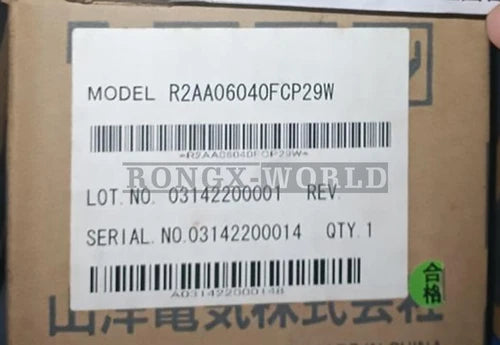 MODEL R2AA06040FCP29W
*R2AA06040FCP29W*
RONGX-WORLD
LOT. NO. 03142200001 REV.
SERIAL. NO.03142200014 QTY. 1
A031422000148
合格
山洋電気株式会社